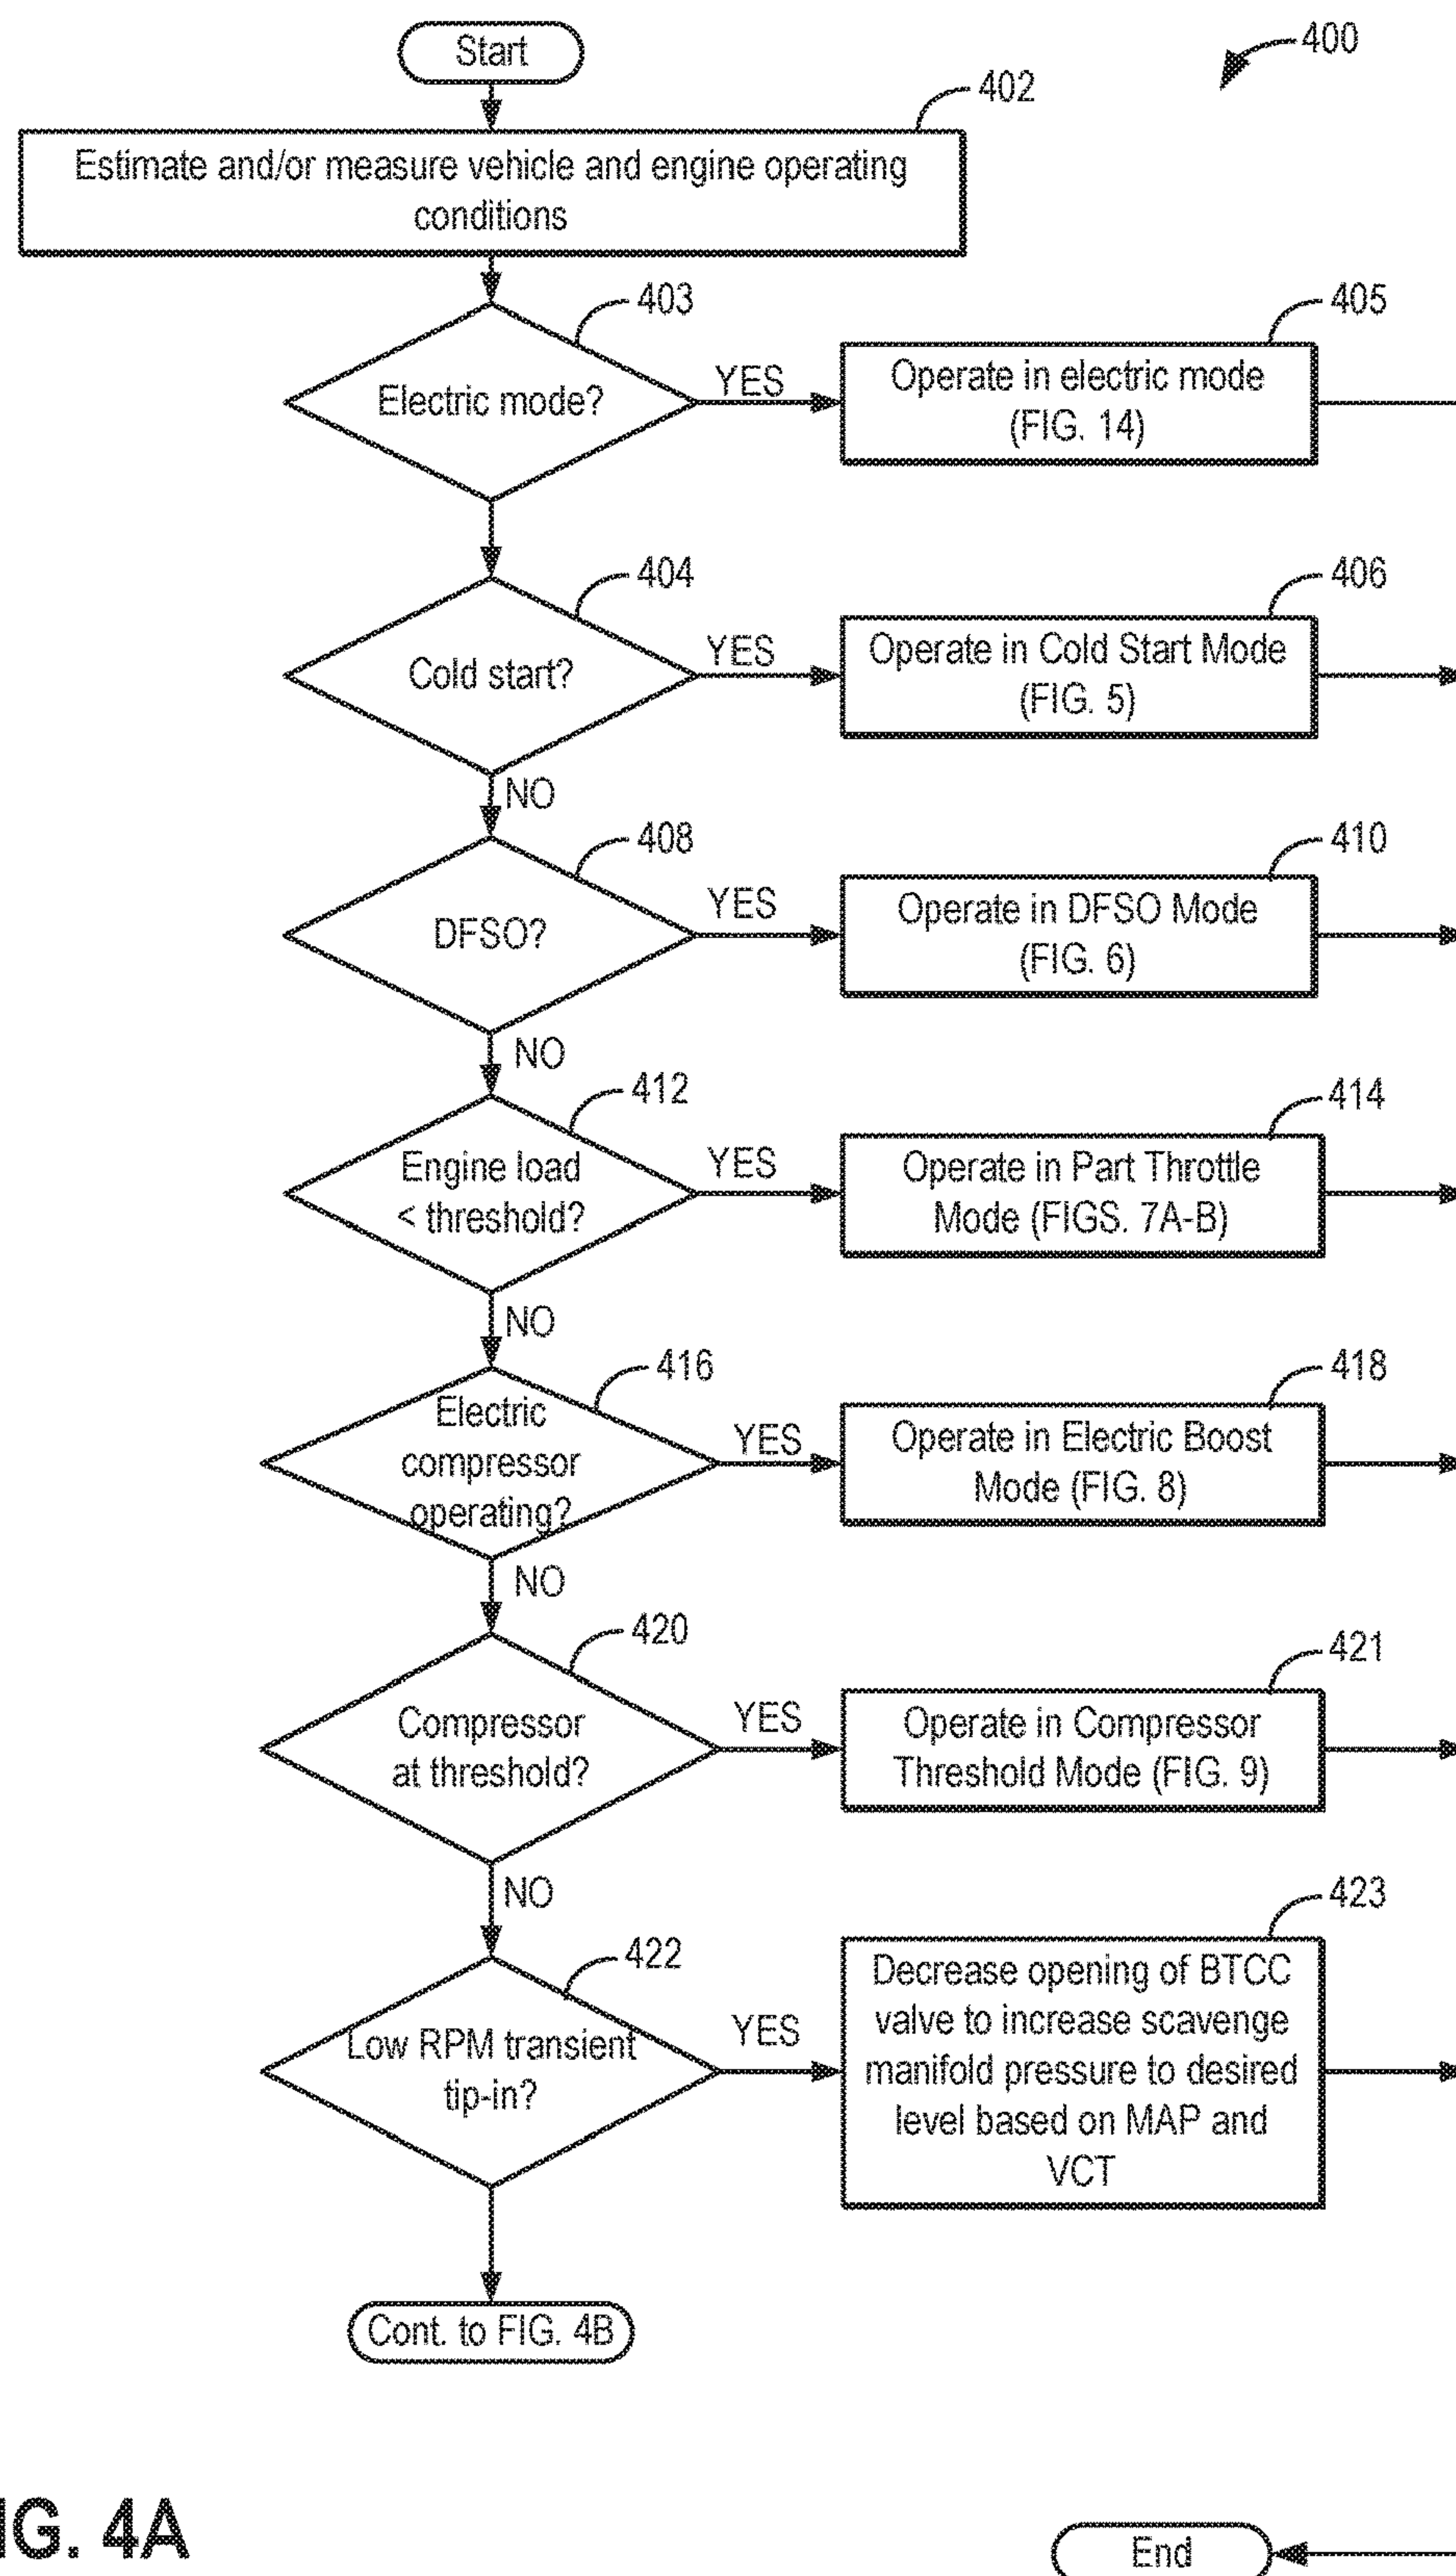 Start
400
402
Estimate and/or measure vehicle and engine operating
conditions
403
Electric mode?
YES
405
Operate in electric mode
(FIG. 14)
404
Cold start?
YES
406
Operate in Cold Start Mode
(FIG. 5)
NO
408
DFSO?
YES
410
Operate in DFSO Mode
(FIG. 6)
NO
412
Engine load
< threshold?
YES
414
Operate in Part Throttle
Mode (FIGS. 7A-B)
NO
416
Electric
compressor
operating?
YES
418
Operate in Electric Boost
Mode (FIG. 8)
NO
420
Compressor
at threshold?
YES
421
Operate in Compressor
Threshold Mode (FIG. 9)
NO
422
Low RPM transient
tip-in?
YES
423
Decrease opening of BTCC
valve to increase scavenge
manifold pressure to desired
level based on MAP and
VCT
Cont. to FIG. 4B
IG. 4A
End